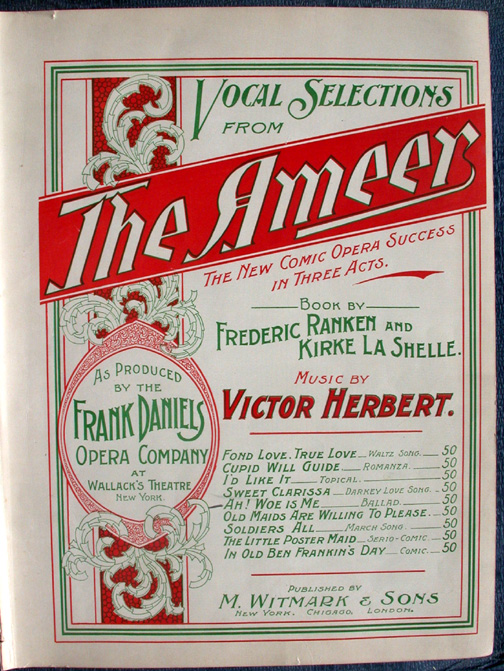 VOCAL SELECTIONS
FROM
The Ameer
THE NEW COMIC OPERA SUCCESS
IN THREE ACTS.
BOOK BY
FREDERIC RANKEN AND
KIRKE LA SHELLE.
MUSIC BY
VICTOR HERBERT.
AS PRODUCED
BY THE
FRANK DANIELS
OPERA COMPANY
AT
WALLACK'S THEATRE
NEW YORK.
FOND LOVE, TRUE LOVE WALTZ SONG. 50
CUPID WILL GUIDE ROMANZA. 50
I'D LIKE IT TOPICAL. 50
SWEET CLARISSA DARKEY LOVE SONG. 50
AH! WOE IS ME BALLAD. 50
OLD MAIDS ARE WILLING TO PLEASE. 50
SOLDIERS ALL MARCH SONG. 50
THE LITTLE POSTER MAID SERIO-COMIC. 50
IN OLD BEN FRANKIN'S DAY COMIC. 50
PUBLISHED BY
M. WITMARK & SONS
NEW YORK. CHICAGO. LONDON.